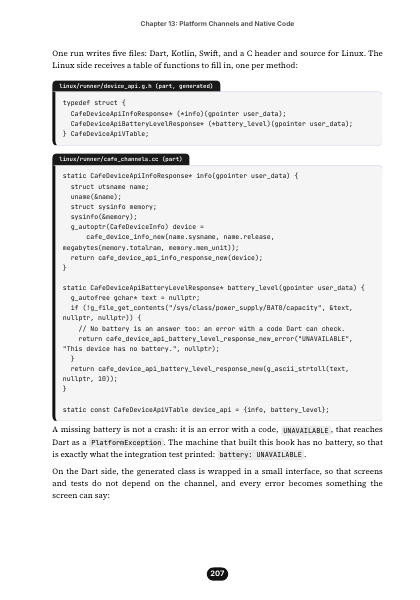 Chapter 13: Platform Channels and Native Code
One run writes five files: Dart, Kotlin, Swift, and a C header and source for Linux. The
Linux side receives a table of functions to fill in, one per method:
linux/runner/device_api.g.h (part, generated)
typedef struct {
  CafeDeviceApiInfoResponse* (*info)(gpointer user_data);
  CafeDeviceApiBatteryLevelResponse* (*battery_level)(gpointer user_data);
} CafeDeviceApiVTable;
linux/runner/cafe_channels.cc (part)
static CafeDeviceApiInfoResponse* info(gpointer user_data) {
  struct utsname name;
  uname(&name);
  struct sysinfo memory;
  sysinfo(&memory);
  g_autoptr(CafeDeviceInfo) device =
      cafe_device_info_new(name.sysname, name.release,
megabytes(memory.totalram, memory.mem_unit));
  return cafe_device_api_info_response_new(device);
}
static CafeDeviceApiBatteryLevelResponse* battery_level(gpointer user_data) {
  g_autofree gchar* text = nullptr;
  if (!g_file_get_contents("/sys/class/power_supply/BAT0/capacity", &text,
nullptr, nullptr)) {
    // No battery is an answer too: an error with a code Dart can check.
    return cafe_device_api_battery_level_response_new_error("UNAVAILABLE",
"This device has no battery.", nullptr);
  }
  return cafe_device_api_battery_level_response_new(g_ascii_strtoll(text,
nullptr, 10));
}
static const CafeDeviceApiVTable device_api = {info, battery_level};
A missing battery is not a crash: it is an error with a code, UNAVAILABLE, that reaches
Dart as a PlatformException. The machine that built this book has no battery, so that
is exactly what the integration test printed: battery: UNAVAILABLE.
On the Dart side, the generated class is wrapped in a small interface, so that screens
and tests do not depend on the channel, and every error becomes something the
screen can say:
207